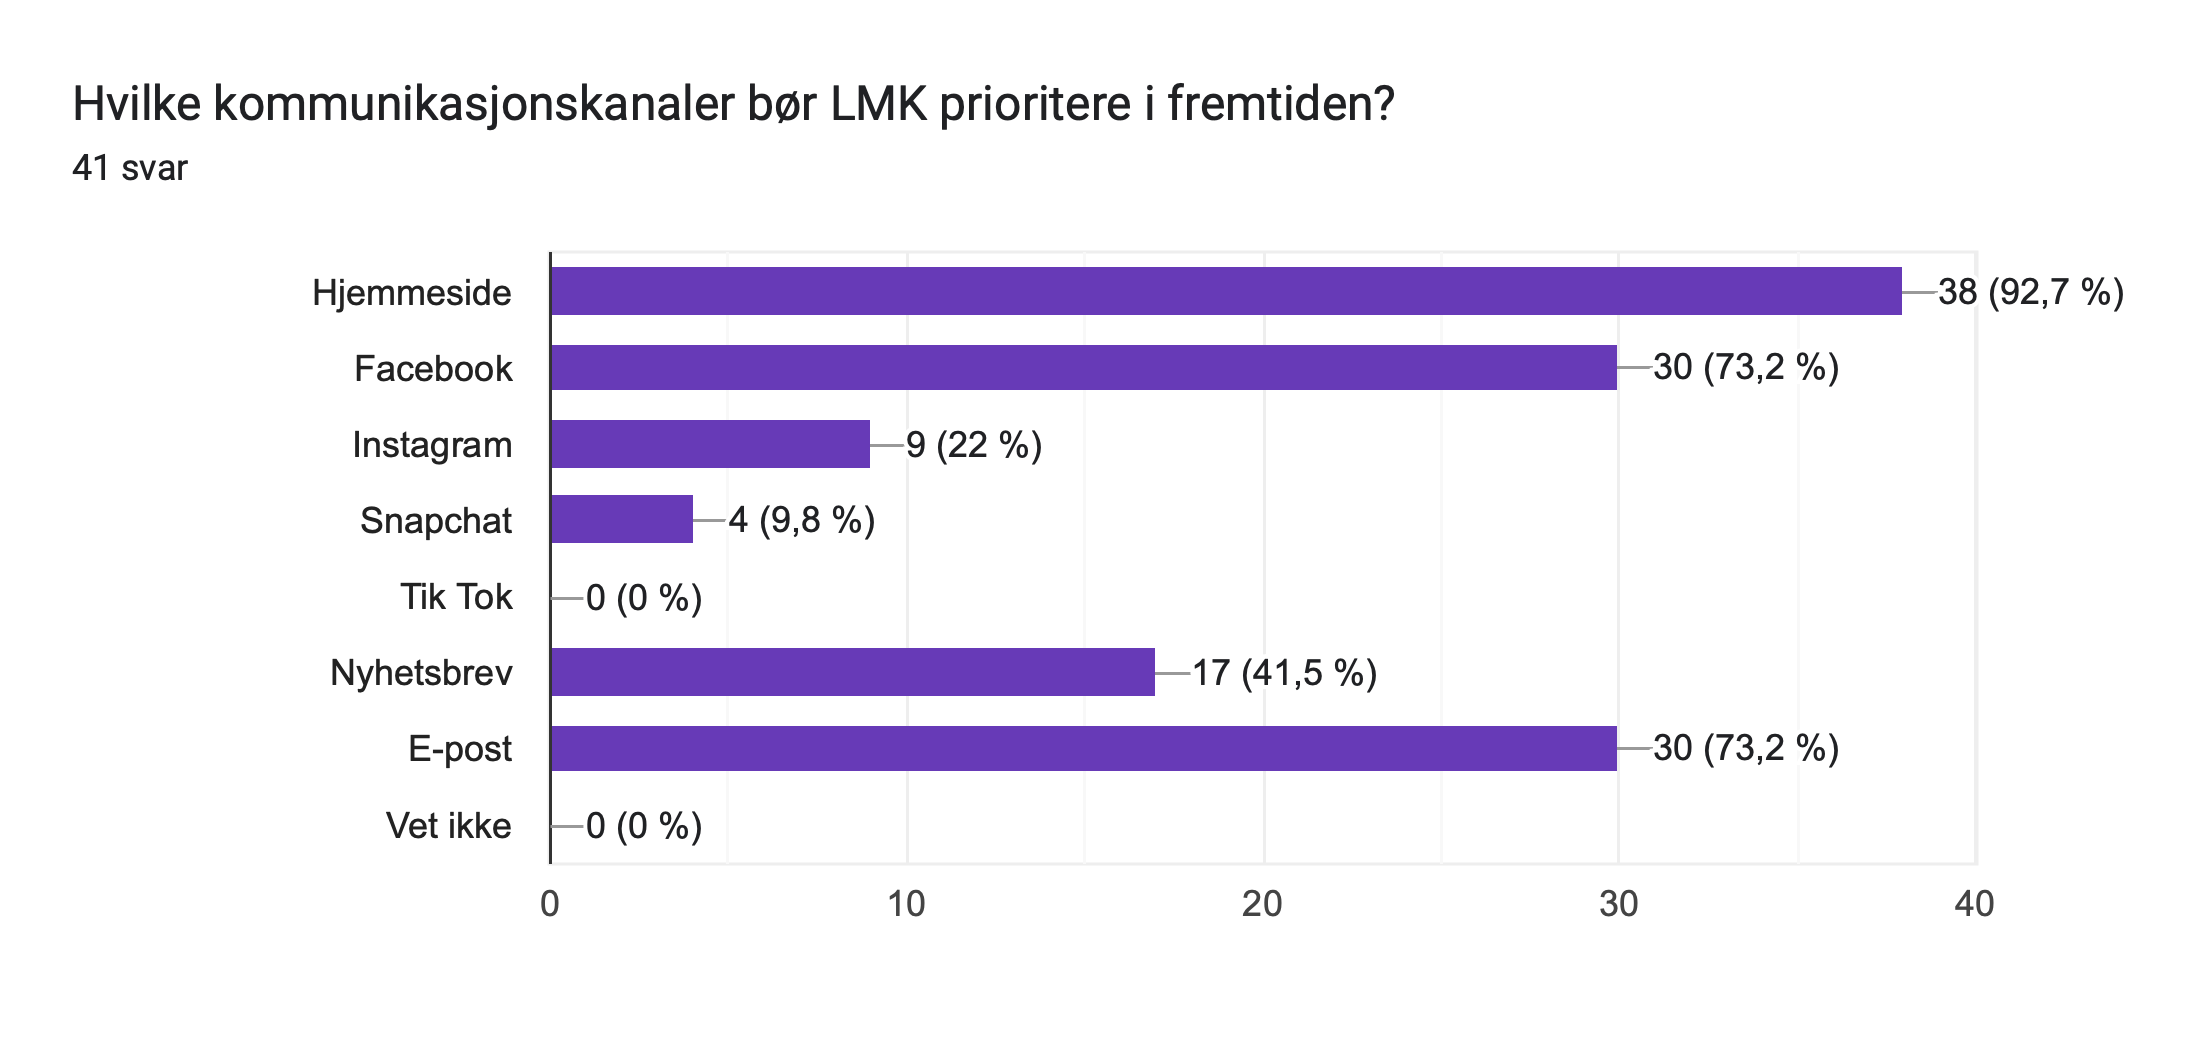 Hvilke kommunikasjonskanaler bør LMK prioritere i fremtiden?
41 svar
Hjemmeside 38 (92,7 %)
Facebook 30 (73,2 %)
Instagram 9 (22 %)
Snapchat 4 (9,8 %)
Tik Tok 0 (0 %)
Nyhetsbrev 17 (41,5 %)
E-post 30 (73,2 %)
Vet ikke 0 (0 %)
0 10 20 30 40